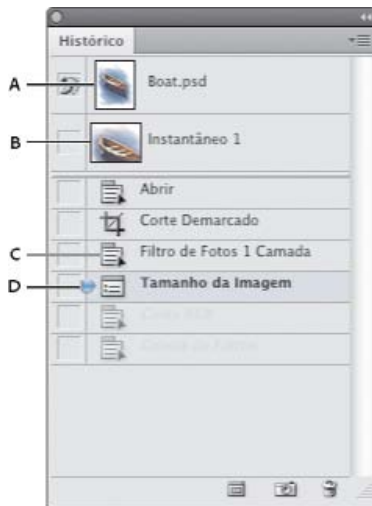 Histórico
A
Boat.psd
B
Instantâneo 1
Abrir
Corte Demarcado
C
Filtro de Fotos 1 Camada
D
Tamanho da Imagem